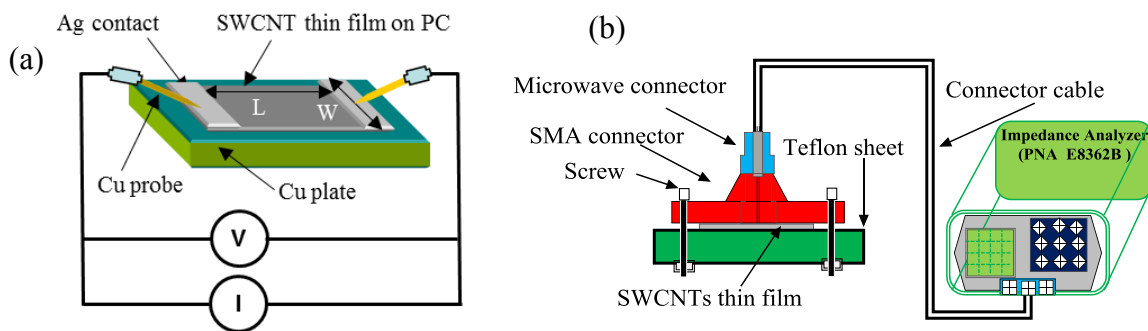 (a)
Ag contact
SWCNT thin film on PC
L
W
Cu probe
Cu plate
V
I
(b)
Microwave connector
SMA connector
Screw
Teflon sheet
Connector cable
Impedance Analyzer
(PNA E8362B )
SWCNTs thin film